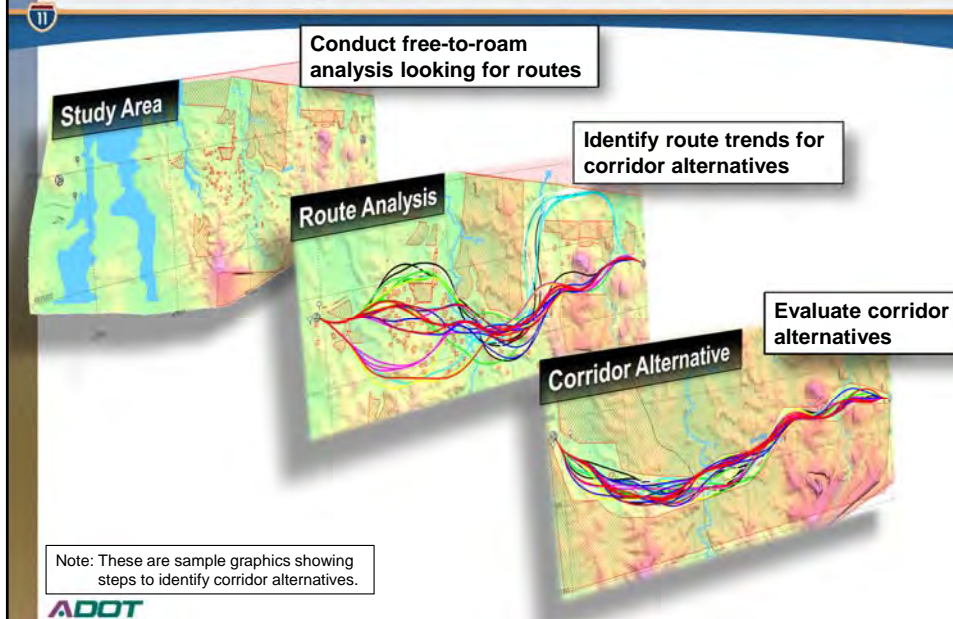 11
Conduct free-to-roam
analysis looking for routes
Study Area
Identify route trends for
corridor alternatives
Route Analysis
Evaluate corridor
alternatives
Corridor Alternative
Note: These are sample graphics showing
steps to identify corridor alternatives.
ADOT